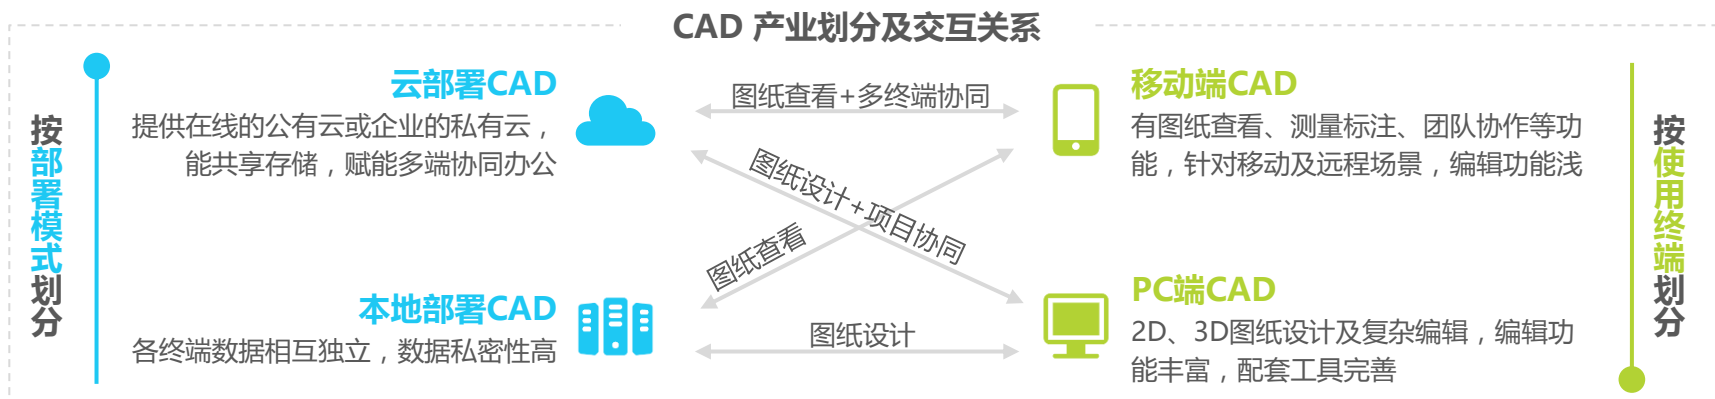 CAD 产业划分及交互关系
按部署模式划分
云部署CAD
提供在线的公有云或企业的私有云，
能共享存储，赋能多端协同办公
本地部署CAD
各终端数据相互独立，数据私密性高
图纸查看+多终端协同
图纸设计+项目协同
图纸查看
图纸设计
移动端CAD
有图纸查看、测量标注、团队协作等功
能，针对移动及远程场景，编辑功能浅
PC端CAD
2D、3D图纸设计及复杂编辑，编辑功
能丰富，配套工具完善
按使用终端划分